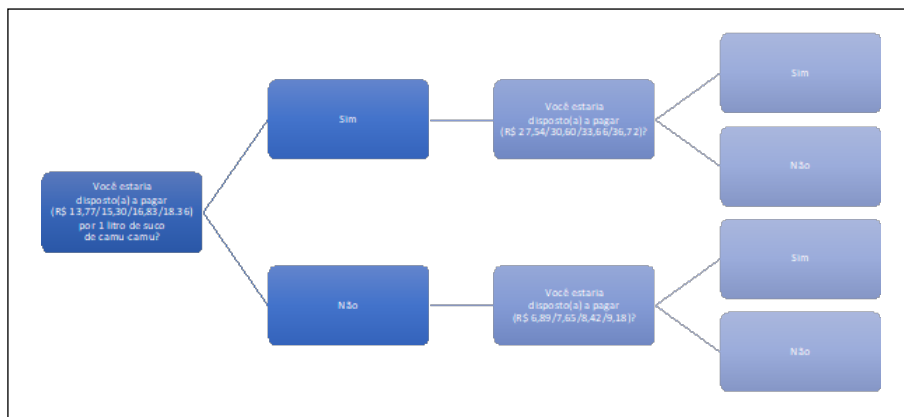 Você estaria
disposto(a) a pagar
(R$ 13,77/15,30/16,83/18.36)
por 1 litro de suco
de camu-camu?
Sim
Você estaria
disposto(a) a pagar
(R$ 27,54/30,60/33,66/36,72)?
Sim
Não
Não
Você estaria
disposto(a) a pagar
(R$ 6,89/7,65/8,42/9,18)?
Sim
Não